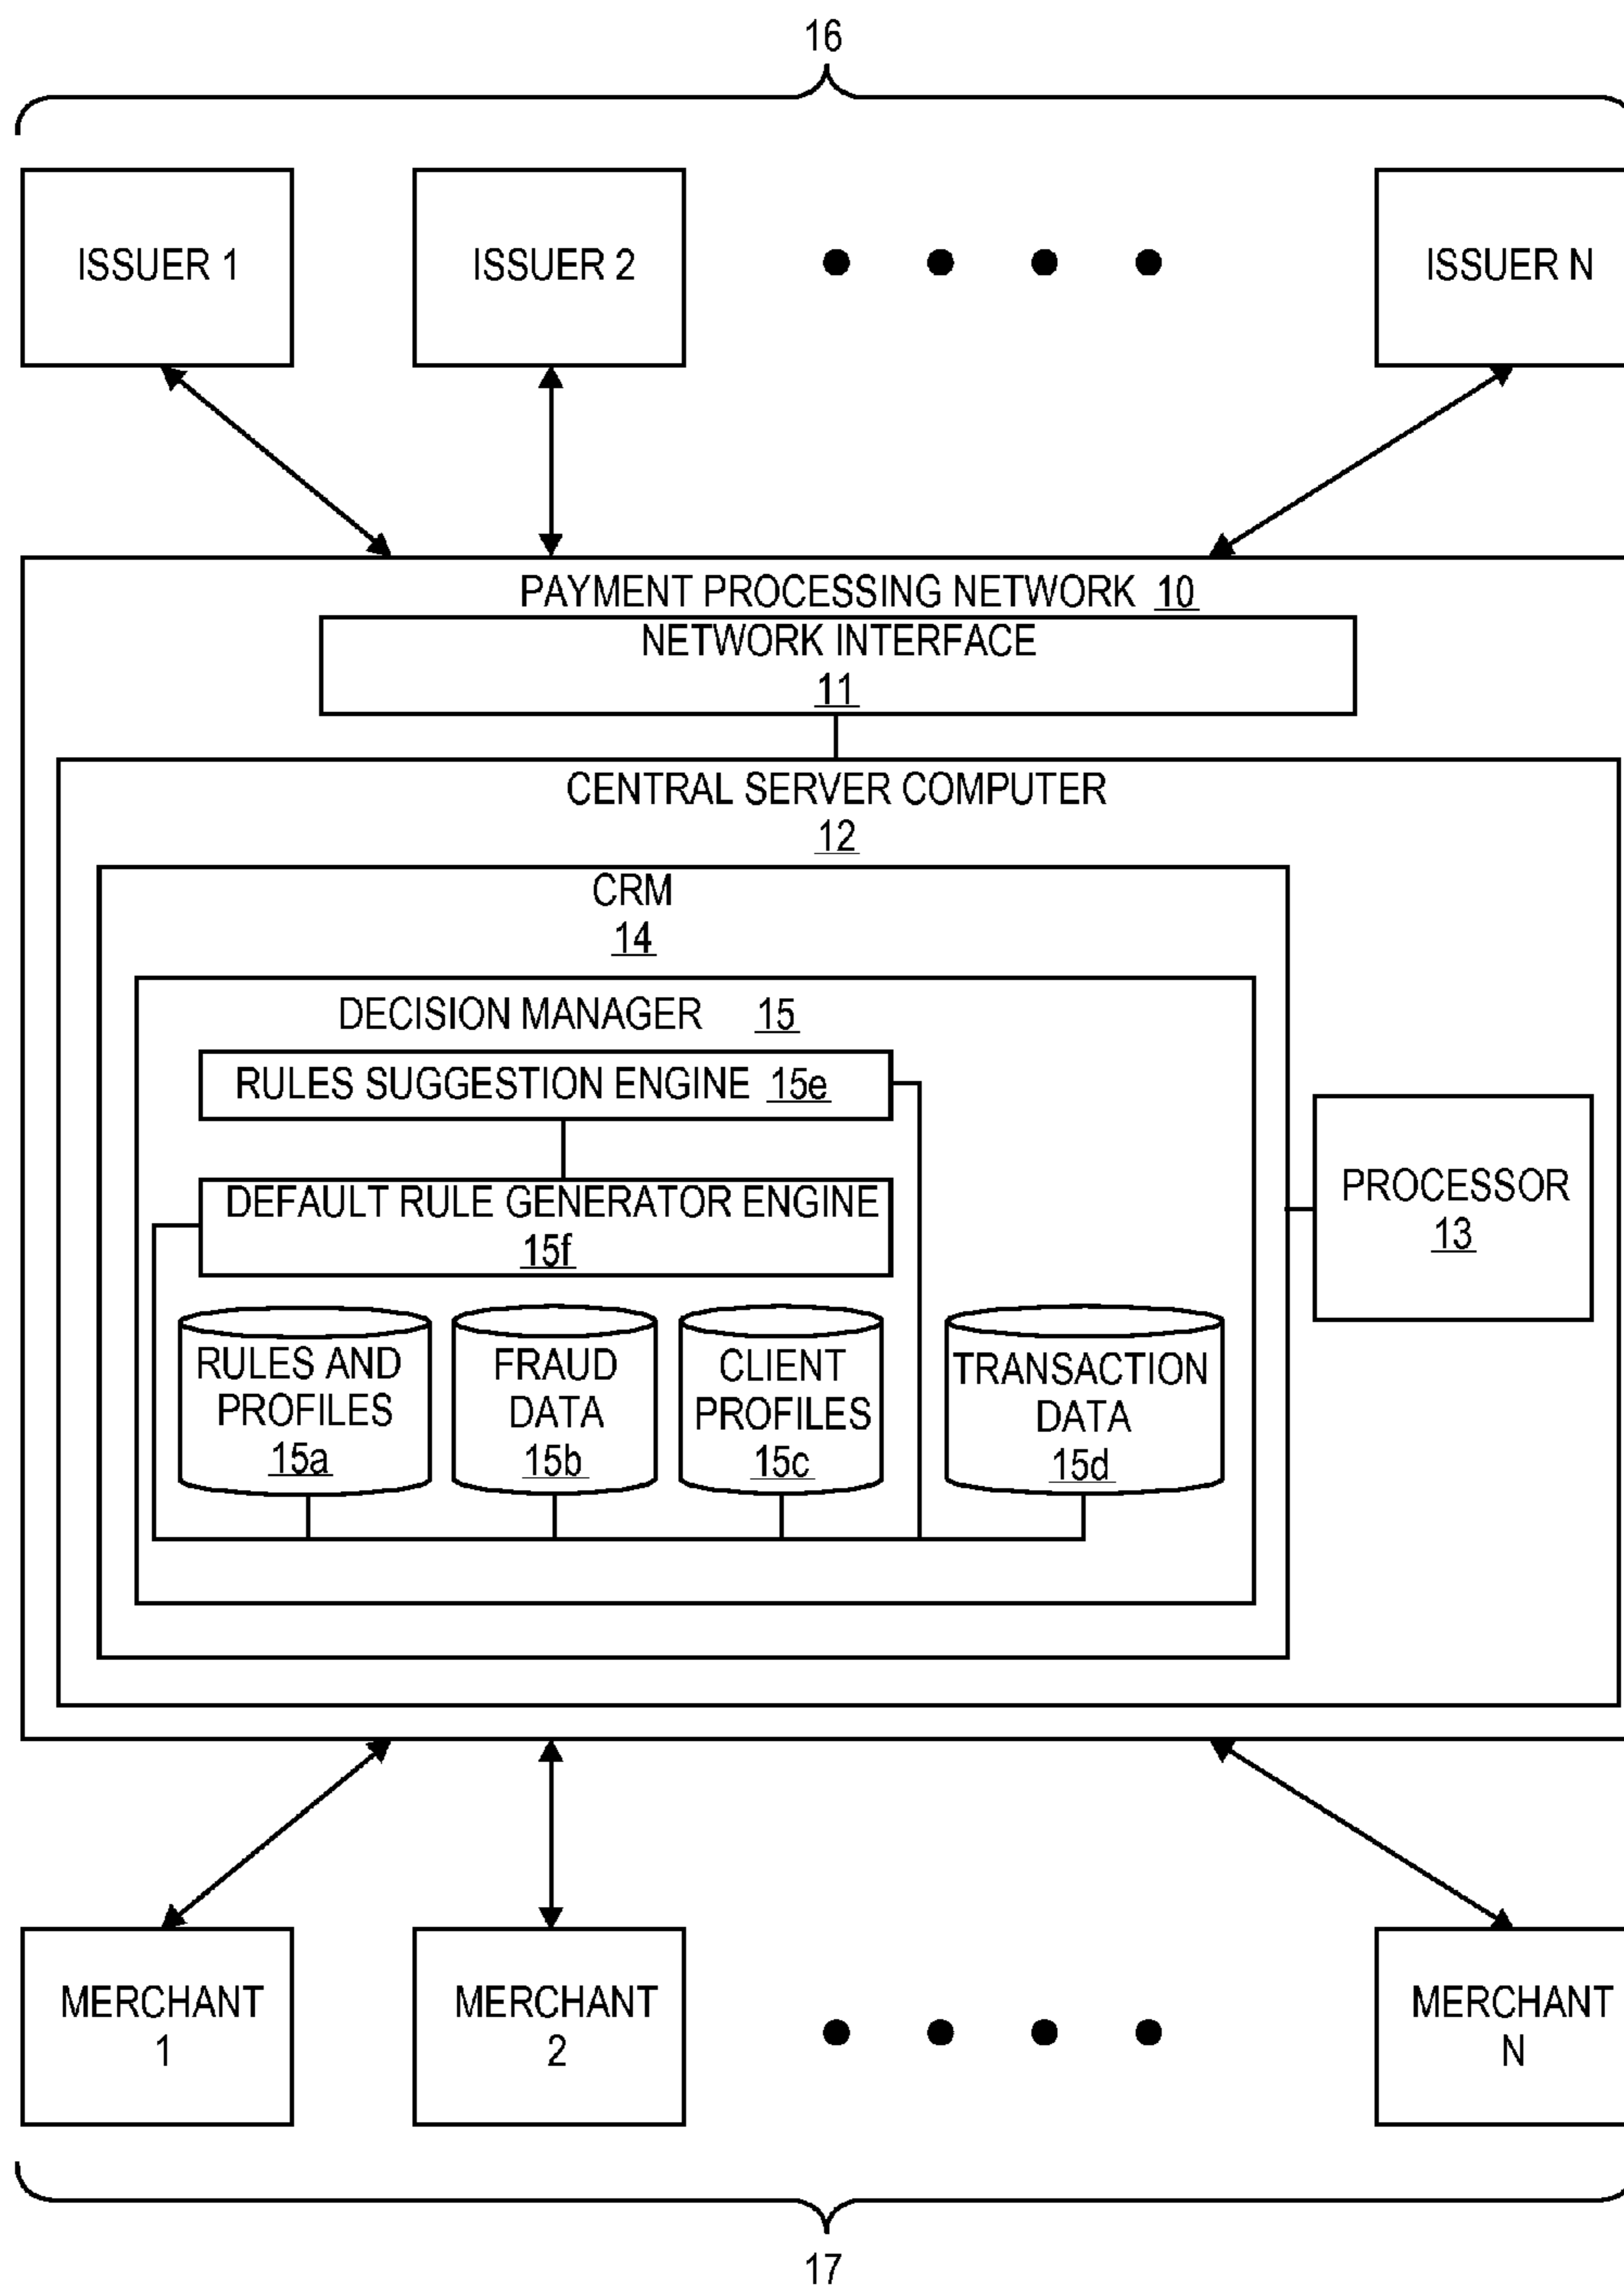 16
ISSUER 1
ISSUER 2
ISSUER N
PAYMENT PROCESSING NETWORK 10
NETWORK INTERFACE
11
CENTRAL SERVER COMPUTER
12
CRM
14
DECISION MANAGER 15
RULES SUGGESTION ENGINE 15e
DEFAULT RULE GENERATOR ENGINE
15f
PROCESSOR
13
RULES AND
PROFILES
15a
FRAUD
DATA
15b
CLIENT
PROFILES
15c
TRANSACTION
DATA
15d
MERCHANT
1
MERCHANT
2
MERCHANT
N
17